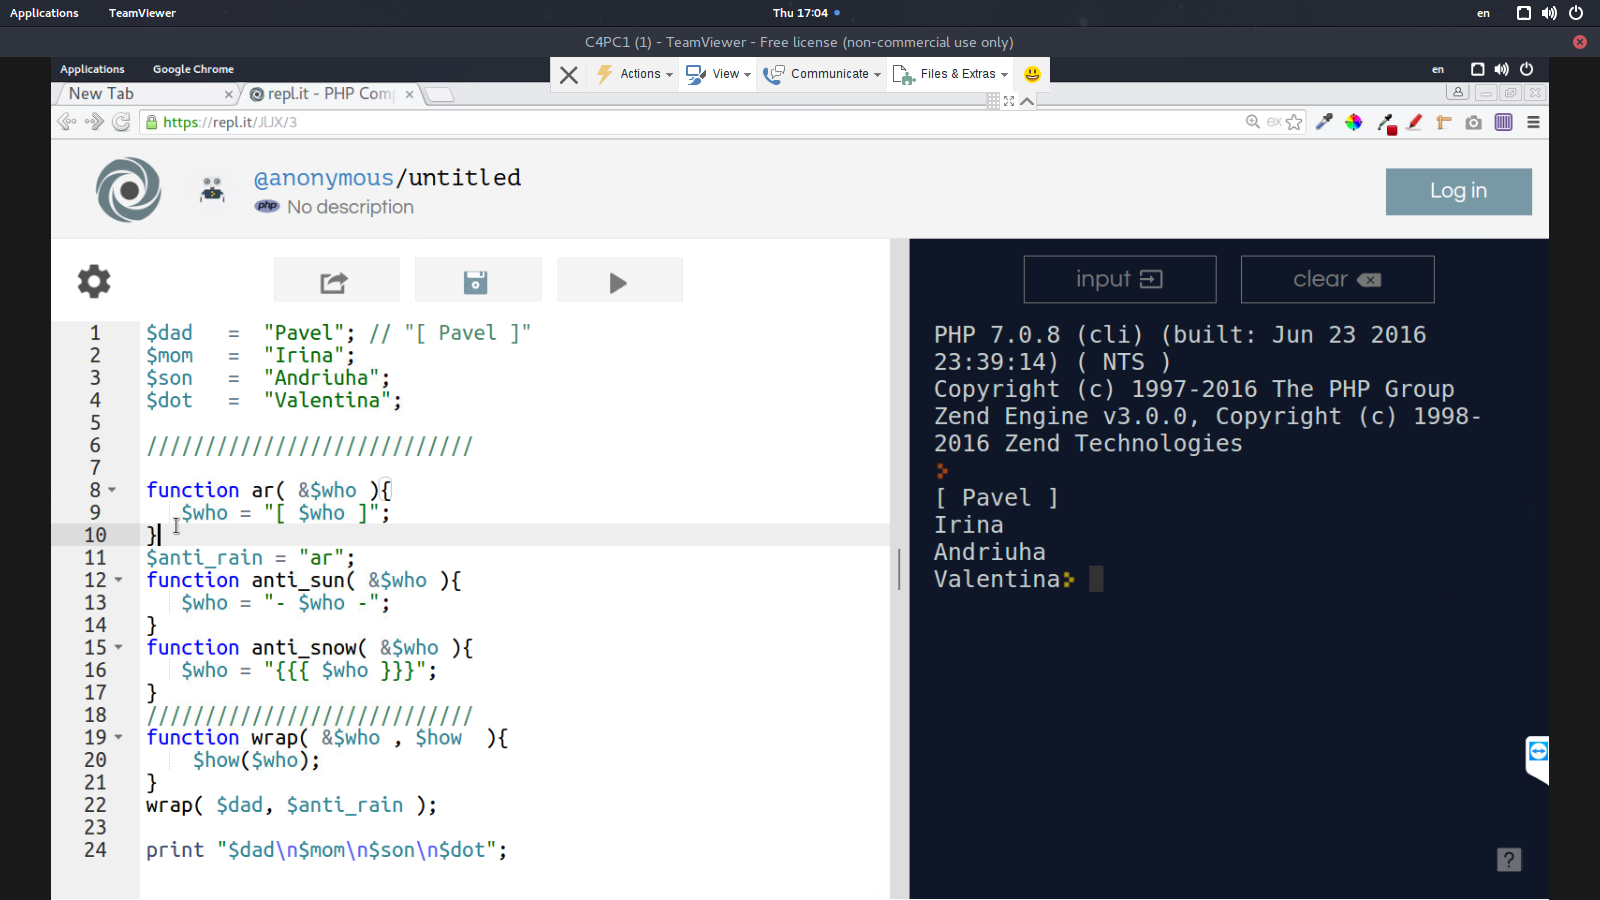 Applications TeamViewer Thu 17:04 en
C4PC1 (1) - TeamViewer - Free license (non-commercial use only)
Applications Google Chrome en
Actions View Communicate Files & Extras
New Tab repl.it - PHP Comp
https://repl.it/JlJX/3
@anonymous/untitled
php No description
Log in
input clear
1 $dad = "Pavel"; // "[ Pavel ]"
2 $mom = "Irina";
3 $son = "Andriuha";
4 $dot = "Valentina";
5
6 ////////////////////////////
7
8 function ar( &$who ){
9 $who = "[ $who ]";
10 }
11 $anti_rain = "ar";
12 function anti_sun( &$who ){
13 $who = "- $who -";
14 }
15 function anti_snow( &$who ){
16 $who = "{{{ $who }}}";
17 }
18 ////////////////////////////
19 function wrap( &$who , $how ){
20 $how($who);
21 }
22 wrap( $dad, $anti_rain );
23
24 print "$dad\n$mom\n$son\n$dot";
PHP 7.0.8 (cli) (built: Jun 23 2016
23:39:14) ( NTS )
Copyright (c) 1997-2016 The PHP Group
Zend Engine v3.0.0, Copyright (c) 1998-
2016 Zend Technologies
[ Pavel ]
Irina
Andriuha
Valentina
?